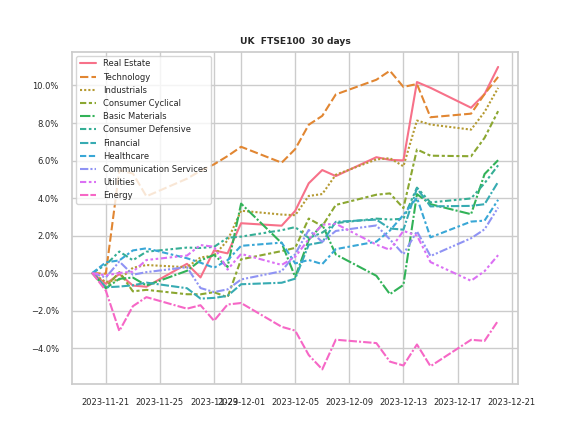 UK FTSE100 30 days
Real Estate
Technology
Industrials
Consumer Cyclical
Basic Materials
Consumer Defensive
Financial
Healthcare
Communication Services
Utilities
Energy
10.0%
8.0%
6.0%
4.0%
2.0%
0.0%
−2.0%
−4.0%
2023-11-21 2023-11-25 2023-11-29 2023-12-01 2023-12-05 2023-12-09 2023-12-13 2023-12-17 2023-12-21